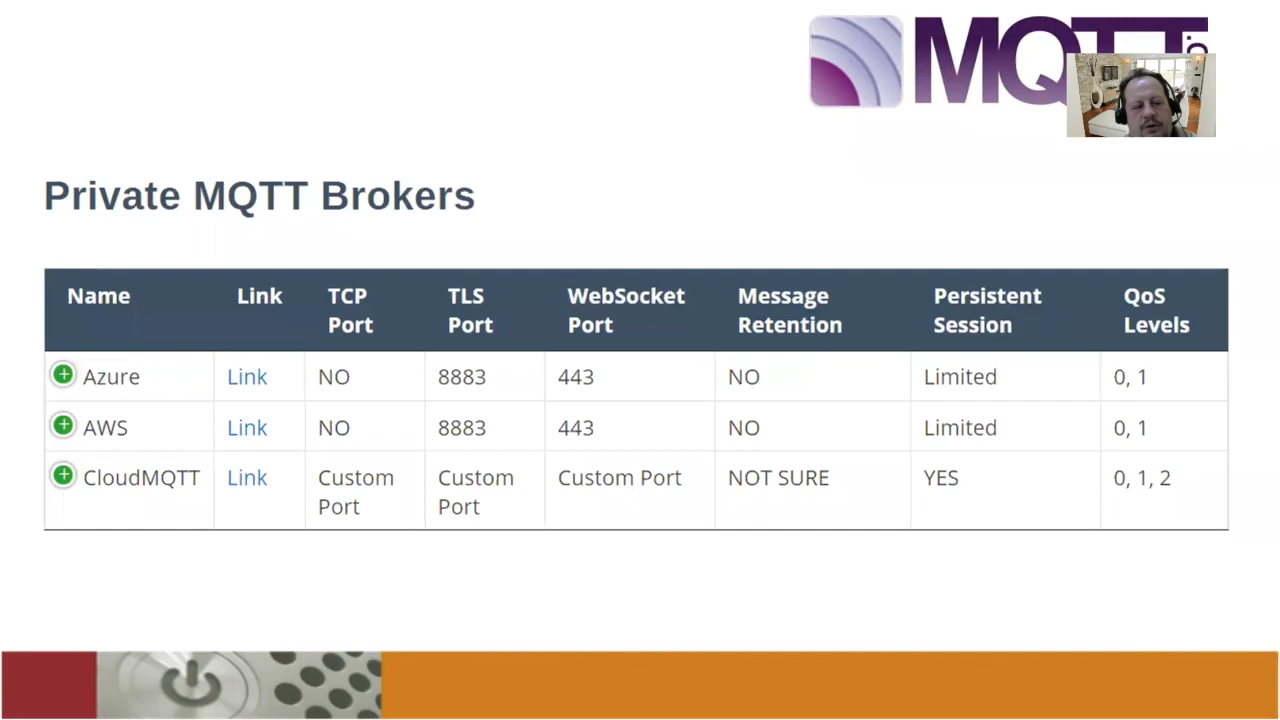 MQTT
Private MQTT Brokers
Name Link TCP Port TLS Port WebSocket Port Message Retention Persistent Session QoS Levels
Azure Link NO 8883 443 NO Limited 0, 1
AWS Link NO 8883 443 NO Limited 0, 1
CloudMQTT Link Custom Port Custom Port Custom Port NOT SURE YES 0, 1, 2